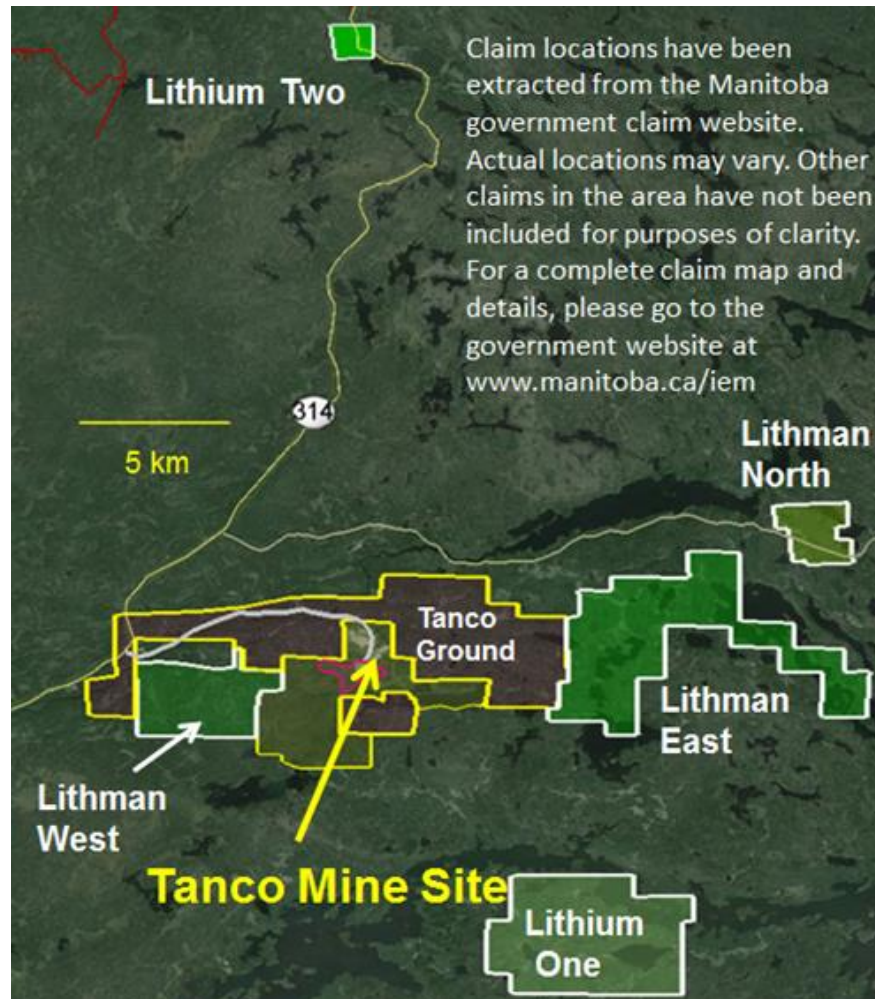 Claim locations have been
extracted from the Manitoba
government claim website.
Actual locations may vary. Other
claims in the area have not been
included for purposes of clarity.
For a complete claim map and
details, please go to the
government website at
www.manitoba.ca/iem
Lithium Two
314
5 km
Lithman
North
Tanco
Ground
Lithman
East
Lithman
West
Tanco Mine Site
Lithium
One